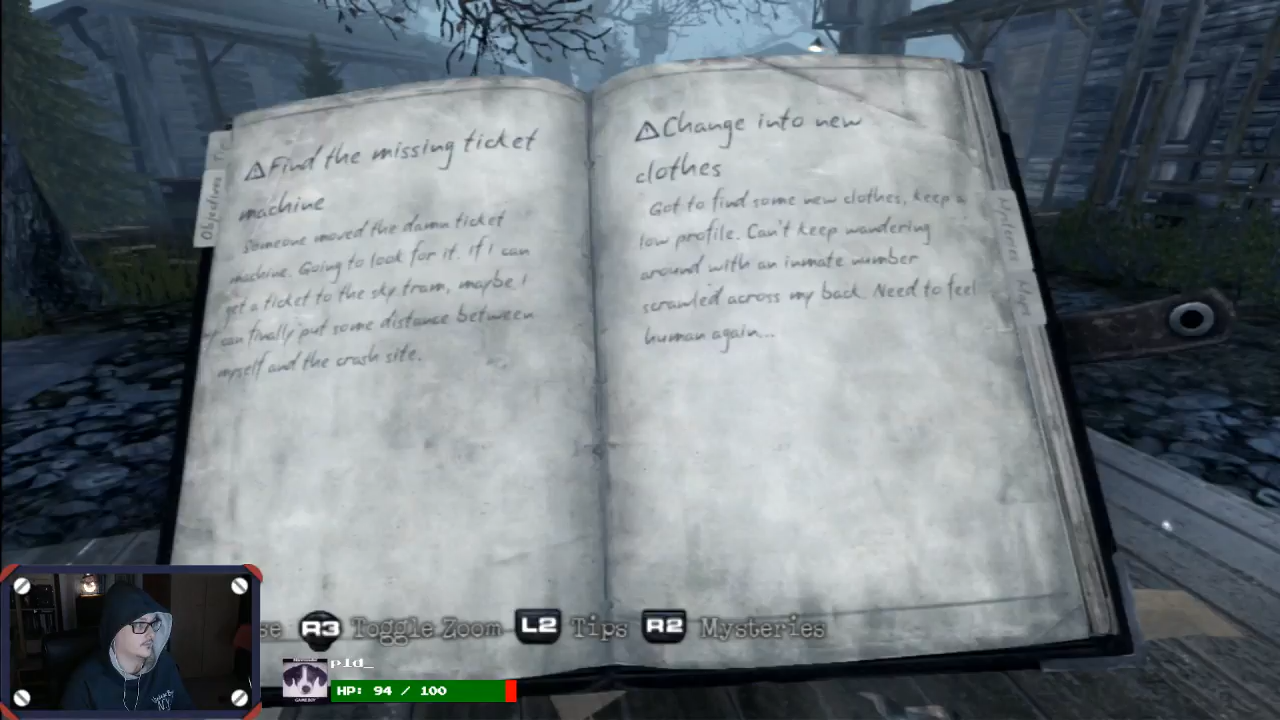 ⚠Find the missing ticket
machine
Someone moved the damn ticket
machine. Going to look for it. If I can
get a ticket to the sky tram, maybe I
can finally put some distance between
myself and the crash site.
⚠Change into new
clothes
Got to find some new clothes, keep a
low profile. Can't keep wandering
around with an inmate number
scrawled across my back. Need to feel
human again...
Objectives
Mysteries
Maps
R3 Toggle Zoom L2 Tips R2 Mysteries
pld_
HP: 94 / 100